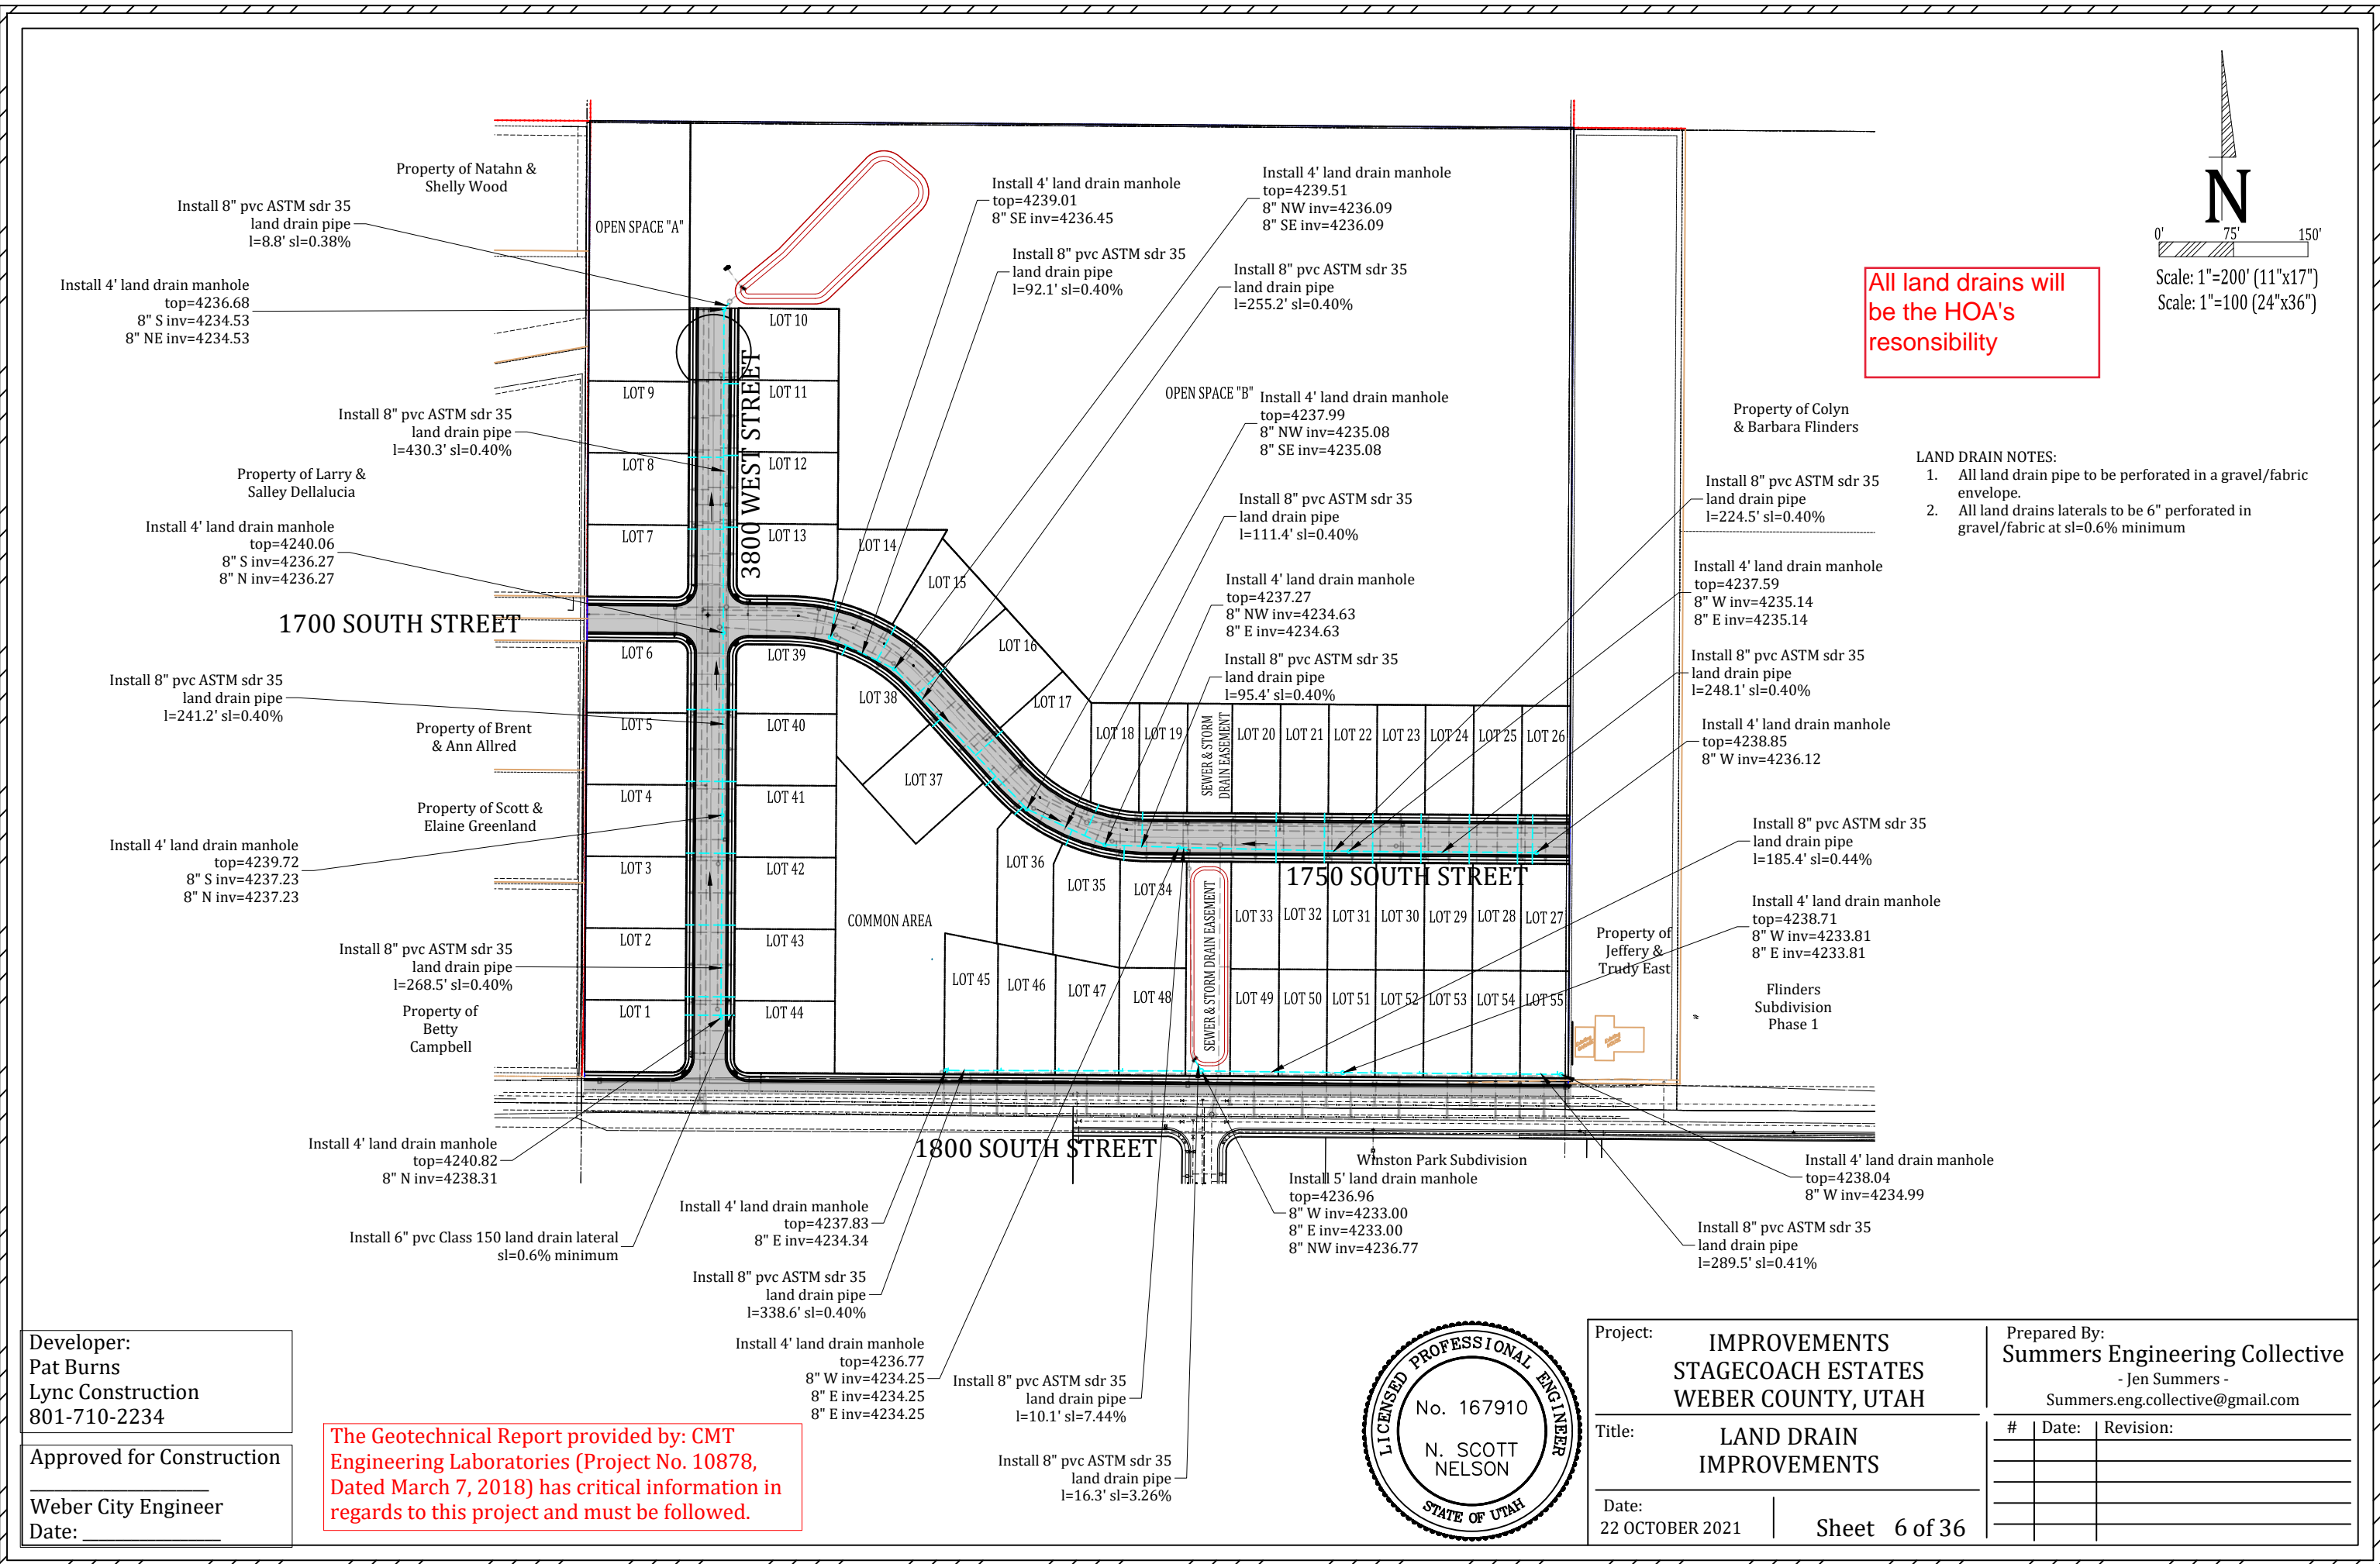 Property of Natahn &
Shelly Wood
Install 8" pvc ASTM sdr 35
land drain pipe
l=8.8' sl=0.38%
Install 4' land drain manhole
top=4236.68
8" S inv=4234.53
8" NE inv=4234.53
Install 8" pvc ASTM sdr 35
land drain pipe
l=430.3' sl=0.40%
Property of Larry &
Salley Dellalucia
Install 4' land drain manhole
top=4240.06
8" S inv=4236.27
8" N inv=4236.27
1700 SOUTH STREET
Install 8" pvc ASTM sdr 35
land drain pipe
l=241.2' sl=0.40%
Property of Brent
& Ann Allred
Property of Scott &
Elaine Greenland
Install 4' land drain manhole
top=4239.72
8" S inv=4237.23
8" N inv=4237.23
Install 8" pvc ASTM sdr 35
land drain pipe
l=268.5' sl=0.40%
Property of
Betty
Campbell
Install 4' land drain manhole
top=4240.82
8" N inv=4238.31
Install 6" pvc Class 150 land drain lateral
sl=0.6% minimum
OPEN SPACE "A"
LOT 9
LOT 8
LOT 7
LOT 6
LOT 5
LOT 4
LOT 3
LOT 2
LOT 1
3800 WEST STREET
LOT 10
LOT 11
LOT 12
LOT 13
LOT 39
LOT 40
LOT 41
LOT 42
LOT 43
LOT 44
LOT 14
LOT 15
LOT 16
LOT 17
LOT 38
LOT 37
LOT 36
LOT 35
LOT 34
COMMON AREA
LOT 45
LOT 46
LOT 47
LOT 48
LOT 18
LOT 19
SEWER & STORM
DRAIN EASEMENT
LOT 20
LOT 21
LOT 22
LOT 23
LOT 24
LOT 25
LOT 26
1750 SOUTH STREET
SEWER & STORM DRAIN EASEMENT
LOT 33
LOT 32
LOT 31
LOT 30
LOT 29
LOT 28
LOT 27
LOT 49
LOT 50
LOT 51
LOT 52
LOT 53
LOT 54
LOT 55
Install 4' land drain manhole
top=4239.01
8" SE inv=4236.45
Install 8" pvc ASTM sdr 35
land drain pipe
l=92.1' sl=0.40%
Install 4' land drain manhole
top=4239.51
8" NW inv=4236.09
8" SE inv=4236.09
Install 8" pvc ASTM sdr 35
land drain pipe
l=255.2' sl=0.40%
OPEN SPACE "B"
Install 4' land drain manhole
top=4237.99
8" NW inv=4235.08
8" SE inv=4235.08
Install 8" pvc ASTM sdr 35
land drain pipe
l=111.4' sl=0.40%
Install 4' land drain manhole
top=4237.27
8" NW inv=4234.63
8" E inv=4234.63
Install 8" pvc ASTM sdr 35
land drain pipe
l=95.4' sl=0.40%
N
0' 75' 150'
Scale: 1"=200' (11"x17")
Scale: 1"=100 (24"x36")
All land drains will
be the HOA's
resonsibility
Property of Colyn
& Barbara Flinders
LAND DRAIN NOTES:
1. All land drain pipe to be perforated in a gravel/fabric
envelope.
2. All land drains laterals to be 6" perforated in
gravel/fabric at sl=0.6% minimum
Install 8" pvc ASTM sdr 35
land drain pipe
l=224.5' sl=0.40%
Install 4' land drain manhole
top=4237.59
8" W inv=4235.14
8" E inv=4235.14
Install 8" pvc ASTM sdr 35
land drain pipe
l=248.1' sl=0.40%
Install 4' land drain manhole
top=4238.85
8" W inv=4236.12
Install 8" pvc ASTM sdr 35
land drain pipe
l=185.4' sl=0.44%
Install 4' land drain manhole
top=4238.71
8" W inv=4233.81
8" E inv=4233.81
Property of
Jeffery &
Trudy East
Flinders
Subdivision
Phase 1
1800 SOUTH STREET
Winston Park Subdivision
Install 5' land drain manhole
top=4236.96
8" W inv=4233.00
8" E inv=4233.00
8" NW inv=4236.77
Install 4' land drain manhole
top=4238.04
8" W inv=4234.99
Install 8" pvc ASTM sdr 35
land drain pipe
l=289.5' sl=0.41%
Install 4' land drain manhole
top=4237.83
8" E inv=4234.34
Install 8" pvc ASTM sdr 35
land drain pipe
l=338.6' sl=0.40%
Install 4' land drain manhole
top=4236.77
8" W inv=4234.25
8" E inv=4234.25
8" E inv=4234.25
Install 8" pvc ASTM sdr 35
land drain pipe
l=10.1' sl=7.44%
Install 8" pvc ASTM sdr 35
land drain pipe
l=16.3' sl=3.26%
Developer:
Pat Burns
Lync Construction
801-710-2234
Approved for Construction
Weber City Engineer
Date:
The Geotechnical Report provided by: CMT
Engineering Laboratories (Project No. 10878,
Dated March 7, 2018) has critical information in
regards to this project and must be followed.
LICENSED PROFESSIONAL ENGINEER
No. 167910
N. SCOTT
NELSON
STATE OF UTAH
Project:
IMPROVEMENTS
STAGECOACH ESTATES
WEBER COUNTY, UTAH
Title:
LAND DRAIN
IMPROVEMENTS
Date:
22 OCTOBER 2021
Sheet 6 of 36
Prepared By:
Summers Engineering Collective
- Jen Summers -
Summers.eng.collective@gmail.com
# Date: Revision: